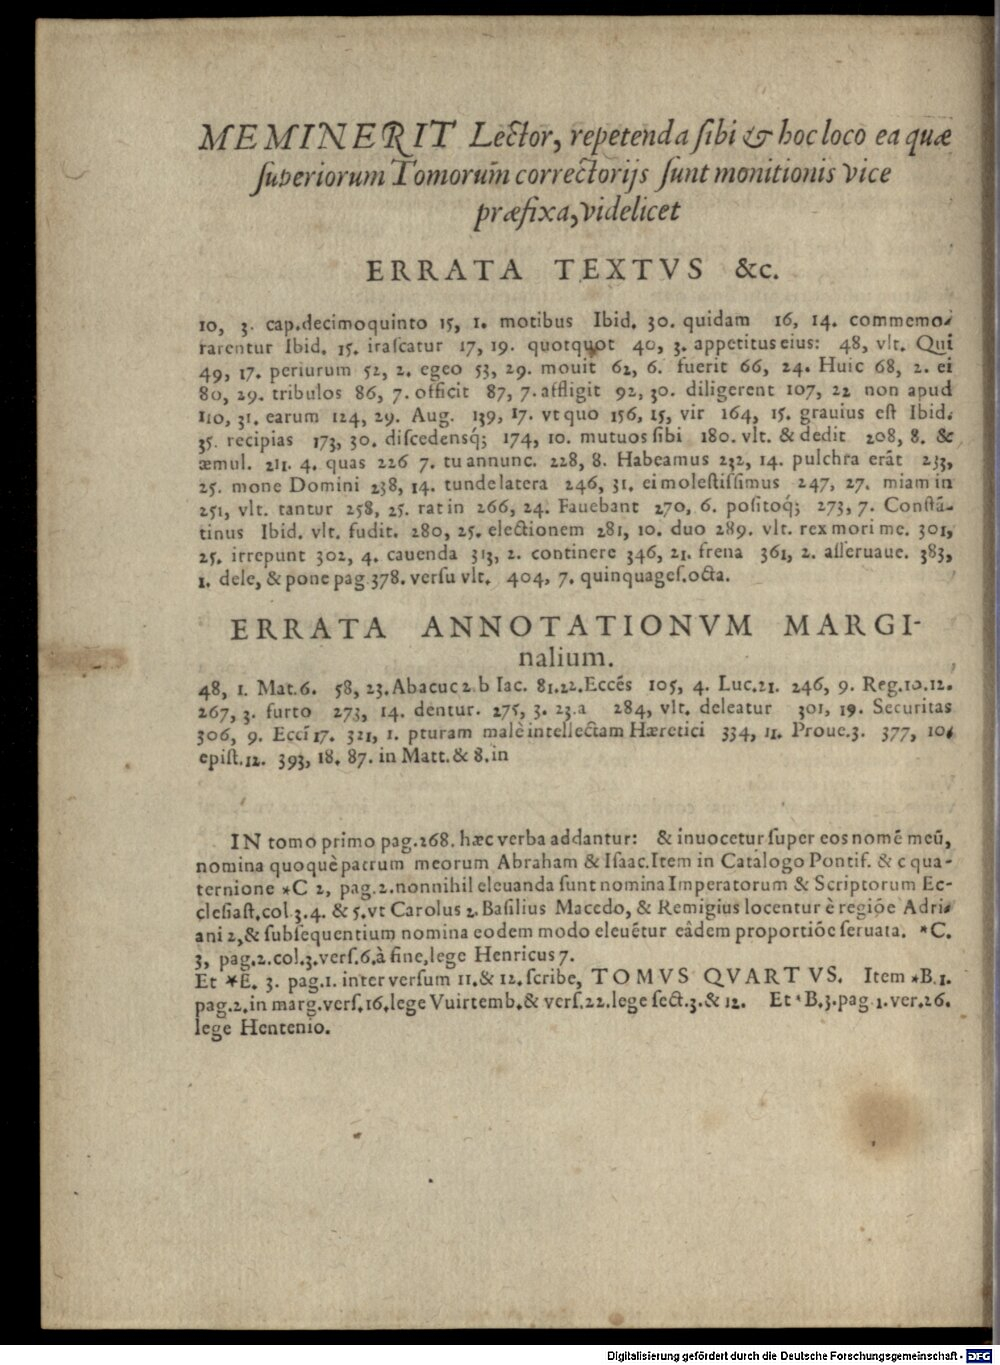 MEMINERIT Lector, repetenda ſibi & hoc loco ea quæ
ſuperiorum Tomorum̃ correctorijs ſunt monitionis vice
præfixa, videlicet
ERRATA TEXTVS &c.
10, 3. cap.decimoquinto 15, 1. motibus Ibid. 30. quidam 16, 14. commemo-
rarentur Ibid. 15. iraſcatur 17, 19. quotquot 40, 3. appetitus eius: 48, vlt. Qui
49, 17. periurum 52, 2. egeo 53, 29. mouit 62, 6. fuerit 66, 24. Huic 68, 2. ei
80, 29. tribulos 86, 7. officit 87, 7. affligit 92, 30. diligerent 107, 22 non apud
110, 31. earum 124, 29. Aug. 139, 17. vt quo 156, 15, vir 164, 15. grauius eſt Ibid.
35. recipias 173, 30. diſcedensq́; 174, 10. mutuos ſibi 180. vlt. & dedit 208, 8. &
æmul. 211. 4. quas 226 7. tu annunc. 228, 8. Habeamus 232, 14. pulchra erãt 233,
25. mone Domini 238, 14. tunde latera 246, 31. ei moleſtiſſimus 247, 27. miam in
251, vlt. tantur 258, 25. rat in 266, 24. Fauebant 270, 6. poſitoq́; 273, 7. Conſtã-
tinus Ibid. vlt. fudit. 280, 25. electionem 281, 10. duo 289. vlt. rex mori me. 301,
25. irrepunt 302, 4. cauenda 313, 2. continere 346, 21. frena 361, 2. aſſeruaue. 383,
1. dele, & pone pag 378. verſu vlt. 404, 7. quinquageſ.octa.
ERRATA ANNOTATIONVM MARGI-
nalium.
48, 1. Mat.6. 58, 23. Abacuc 2. b Iac. 81.22.Eccẽs 105, 4. Luc.21. 246, 9. Reg.10.12.
267, 3. furto 273, 14. dentur. 275, 3. 23.a 284, vlt. deleatur 301, 19. Securitas
306, 9. Eccĩ 17. 321, 1. pturam malè intellectam Hæretici 334, 11. Proue.3. 377, 10.
epiſt.12. 393, 18. 87. in Matt. & 8.in
IN tomo primo pag.268. hæc verba addantur: & inuocetur ſuper eos nomẽ meũ,
nomina quoquè patrum meorum Abraham & Iſaac. Item in Catalogo Pontif. & c qua-
ternione *C 2, pag.2. nonnihil eleuanda ſunt nomina Imperatorum & Scriptorum Ec-
cleſiaſt. col.3.4. & 5. vt Carolus 2. Baſilius Macedo, & Remigius locentur è regiõe Adri-
ani 2, & ſubſequentium nomina eodem modo eleuẽtur eâdem proportiõe ſeruata. *C.
3, pag.2.col.3.verſ.6.à fine, lege Henricus 7.
Et *E. 3. pag.1. inter verſum 11.& 12. ſcribe, TOMVS QVARTVS. Item *B.1.
pag.2. in marg. verſ.16. lege Vuirtemb. & verſ.22. lege ſect.3.& 12. Et *B.3.pag 1.ver.26.
lege Hentenio.
Digitalisierung gefördert durch die Deutsche Forschungsgemeinschaft - DFG